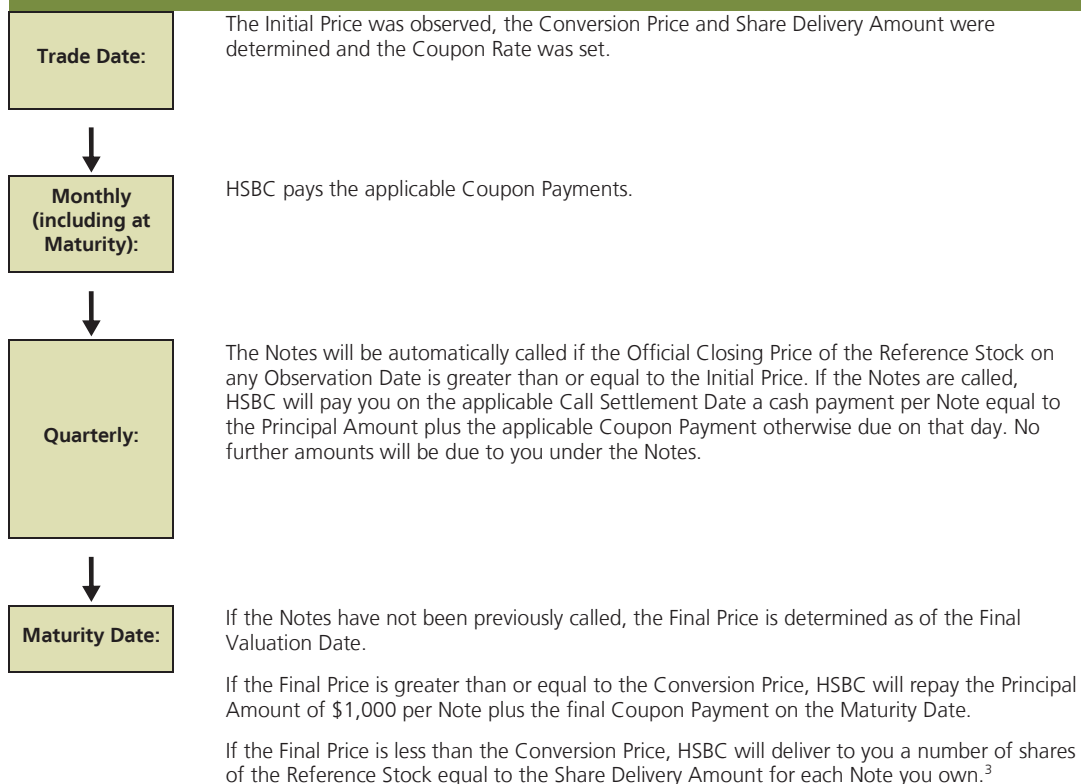 Trade Date:
The Initial Price was observed, the Conversion Price and Share Delivery Amount were
determined and the Coupon Rate was set.
Monthly
(including at
Maturity):
HSBC pays the applicable Coupon Payments.
Quarterly:
The Notes will be automatically called if the Official Closing Price of the Reference Stock on
any Observation Date is greater than or equal to the Initial Price. If the Notes are called,
HSBC will pay you on the applicable Call Settlement Date a cash payment per Note equal to
the Principal Amount plus the applicable Coupon Payment otherwise due on that day. No
further amounts will be due to you under the Notes.
Maturity Date:
If the Notes have not been previously called, the Final Price is determined as of the Final
Valuation Date.
If the Final Price is greater than or equal to the Conversion Price, HSBC will repay the Principal
Amount of $1,000 per Note plus the final Coupon Payment on the Maturity Date.
If the Final Price is less than the Conversion Price, HSBC will deliver to you a number of shares
of the Reference Stock equal to the Share Delivery Amount for each Note you own.³